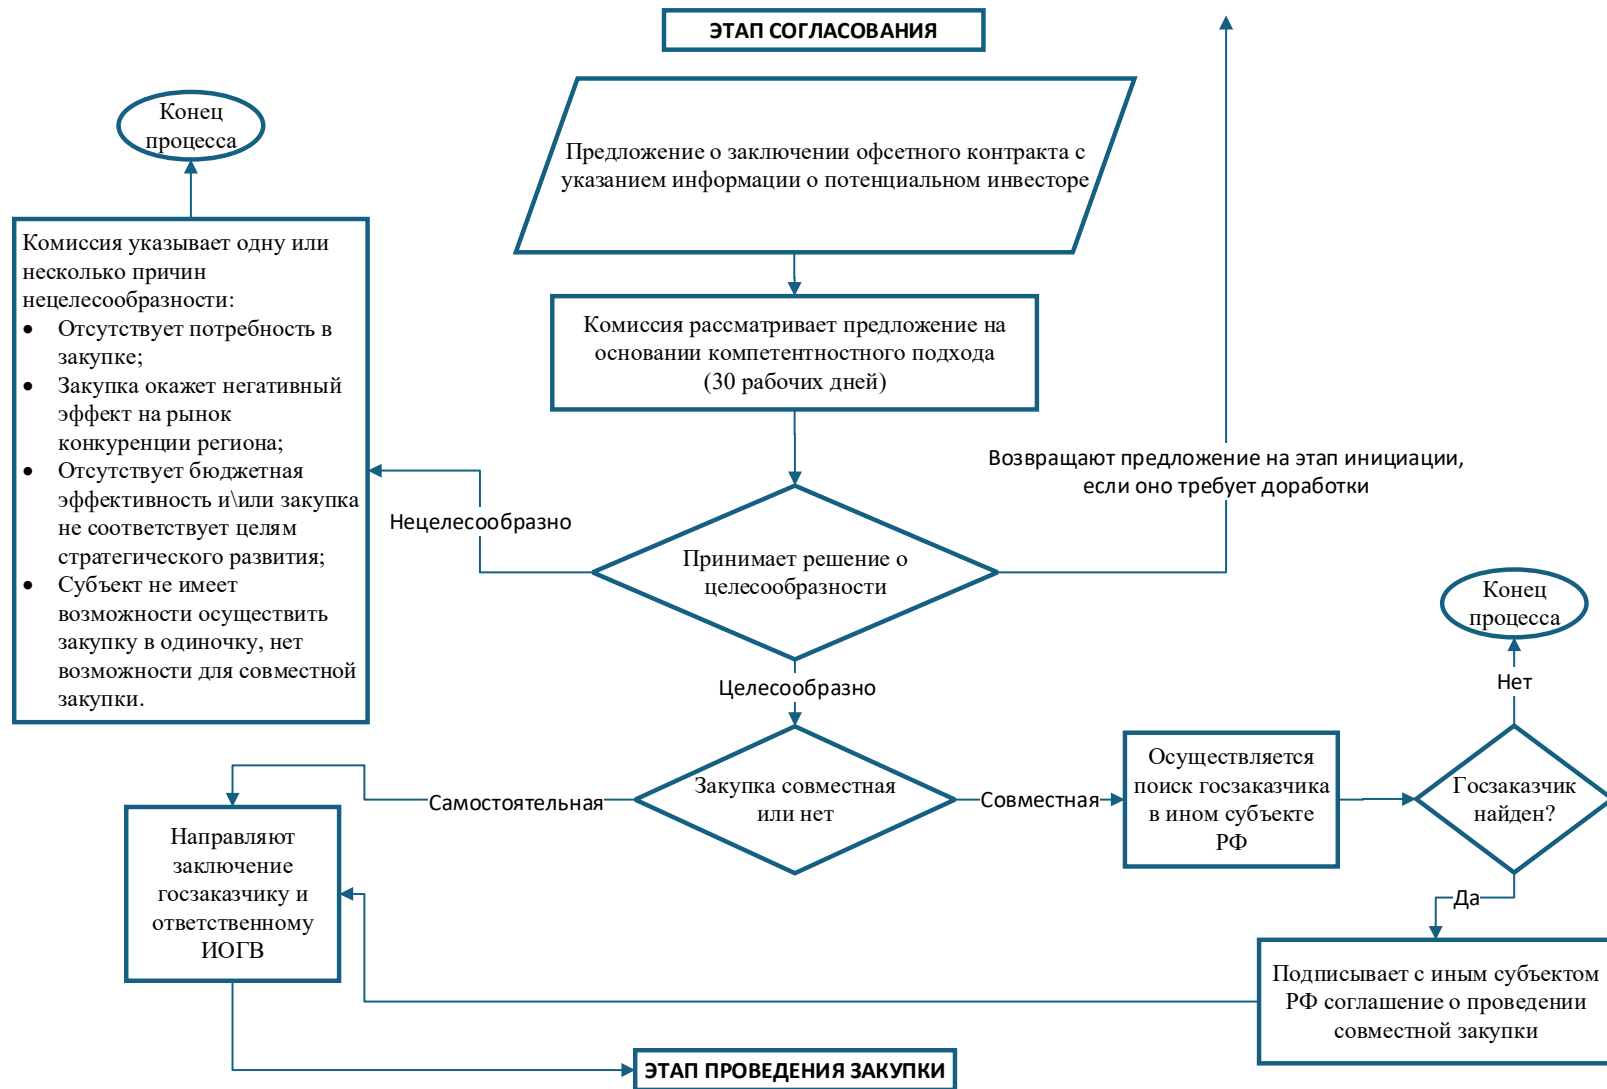 ЭТАП СОГЛАСОВАНИЯ
Конец
процесса
Предложение о заключении офсетного контракта с
указанием информации о потенциальном инвесторе
Комиссия указывает одну или
несколько причин
нецелесообразности:
• Отсутствует потребность в
закупке;
• Закупка окажет негативный
эффект на рынок
конкуренции региона;
• Отсутствует бюджетная
эффективность и\или закупка
не соответствует целям
стратегического развития;
• Субъект не имеет
возможности осуществить
закупку в одиночку, нет
возможности для совместной
закупки.
Комиссия рассматривает предложение на
основании компетентностного подхода
(30 рабочих дней)
Возвращают предложение на этап инициации,
если оно требует доработки
Нецелесообразно
Принимает решение о
целесообразности
Конец
процесса
Целесообразно
Нет
Самостоятельная
Закупка совместная
или нет
Совместная
Осуществляется
поиск госзаказчика
в ином субъекте
РФ
Госзаказчик
найден?
Направляют
заключение
госзаказчику и
ответственному
ИОГВ
Да
Подписывает с иным субъектом
РФ соглашение о проведении
совместной закупки
ЭТАП ПРОВЕДЕНИЯ ЗАКУПКИ